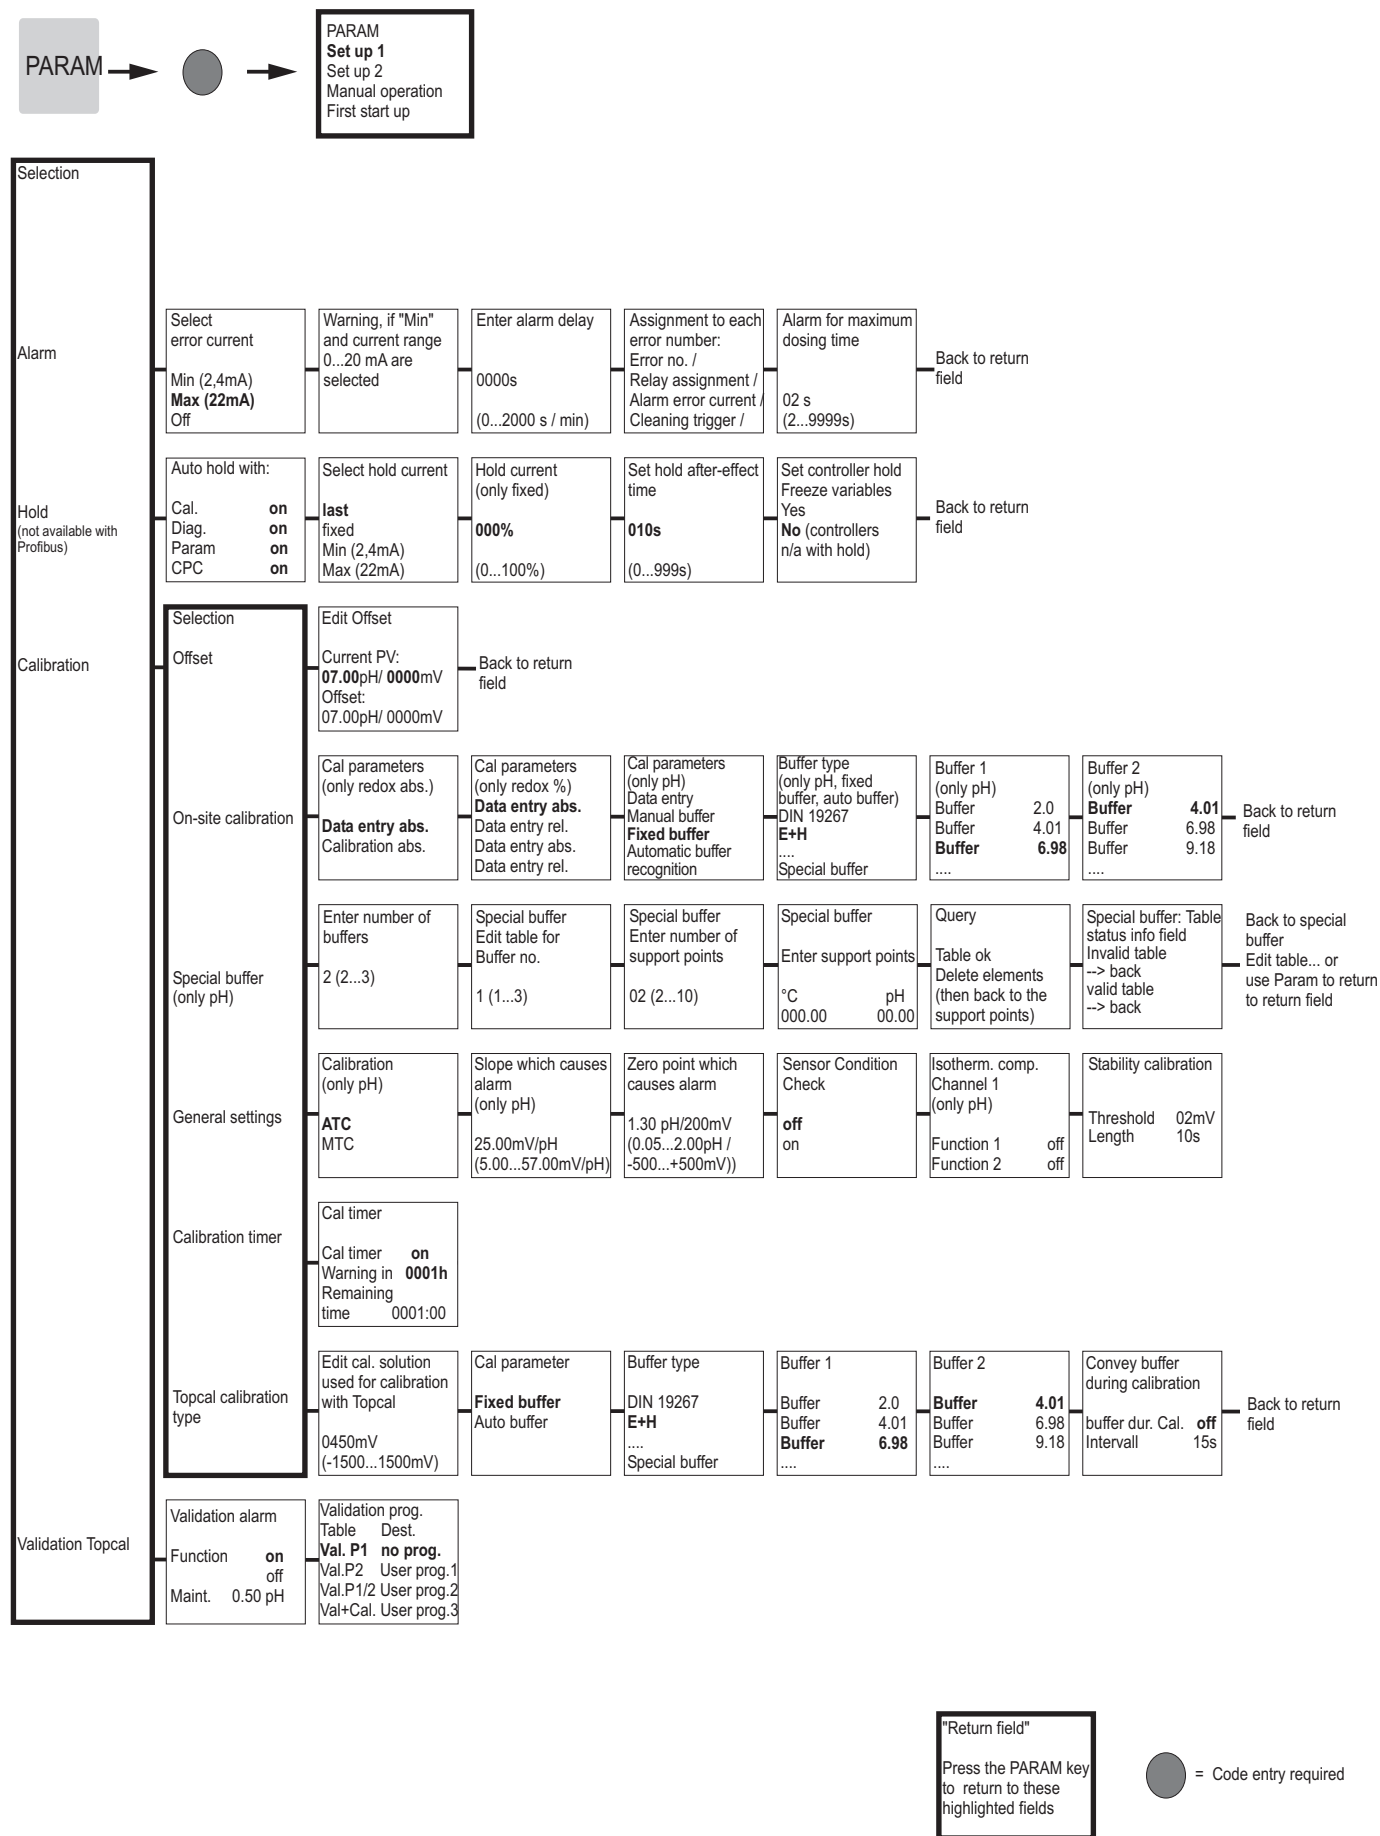 PARAM
PARAM
Set up 1
Set up 2
Manual operation
First start up
Selection
Alarm
Select
error current
Min (2,4mA)
Max (22mA)
Off
Warning, if "Min"
and current range
0...20 mA are
selected
Enter alarm delay
0000s
(0...2000 s / min)
Assignment to each
error number:
Error no. /
Relay assignment /
Alarm error current /
Cleaning trigger /
Alarm for maximum
dosing time
02 s
(2...9999s)
Back to return
field
Hold
(not available with
Profibus)
Auto hold with:
Cal. on
Diag. on
Param on
CPC on
Select hold current
last
fixed
Min (2,4mA)
Max (22mA)
Hold current
(only fixed)
000%
(0...100%)
Set hold after-effect
time
010s
(0...999s)
Set controller hold
Freeze variables
Yes
No (controllers
n/a with hold)
Back to return
field
Calibration
Selection
Offset
Edit Offset
Current PV:
07.00pH/ 0000mV
Offset:
07.00pH/ 0000mV
Back to return
field
On-site calibration
Cal parameters
(only redox abs.)
Data entry abs.
Calibration abs.
Cal parameters
(only redox %)
Data entry abs.
Data entry rel.
Data entry abs.
Data entry rel.
Cal parameters
(only pH)
Data entry
Manual buffer
Fixed buffer
Automatic buffer
recognition
Buffer type
(only pH, fixed
buffer, auto buffer)
DIN 19267
E+H
....
Special buffer
Buffer 1
(only pH)
Buffer 2.0
Buffer 4.01
Buffer 6.98
....
Buffer 2
(only pH)
Buffer 4.01
Buffer 6.98
Buffer 9.18
....
Back to return
field
Special buffer
(only pH)
Enter number of
buffers
2 (2...3)
Special buffer
Edit table for
Buffer no.
1 (1...3)
Special buffer
Enter number of
support points
02 (2...10)
Special buffer
Enter support points
°C pH
000.00 00.00
Query
Table ok
Delete elements
(then back to the
support points)
Special buffer: Table
status info field
Invalid table
--> back
valid table
--> back
Back to special
buffer
Edit table... or
use Param to return
to return field
General settings
Calibration
(only pH)
ATC
MTC
Slope which causes
alarm
(only pH)
25.00mV/pH
(5.00...57.00mV/pH)
Zero point which
causes alarm
1.30 pH/200mV
(0.05...2.00pH /
-500...+500mV))
Sensor Condition
Check
off
on
Isotherm. comp.
Channel 1
(only pH)
Function 1 off
Function 2 off
Stability calibration
Threshold 02mV
Length 10s
Calibration timer
Cal timer
Cal timer on
Warning in 0001h
Remaining
time 0001:00
Topcal calibration
type
Edit cal. solution
used for calibration
with Topcal
0450mV
(-1500...1500mV)
Cal parameter
Fixed buffer
Auto buffer
Buffer type
DIN 19267
E+H
....
Special buffer
Buffer 1
Buffer 2.0
Buffer 4.01
Buffer 6.98
....
Buffer 2
Buffer 4.01
Buffer 6.98
Buffer 9.18
....
Convey buffer
during calibration
buffer dur. Cal. off
Intervall 15s
Back to return
field
Validation Topcal
Validation alarm
Function on
off
Maint. 0.50 pH
Validation prog.
Table Dest.
Val. P1 no prog.
Val.P2 User prog.1
Val.P1/2 User prog.2
Val+Cal. User prog.3
"Return field"
Press the PARAM key
to return to these
highlighted fields
= Code entry required